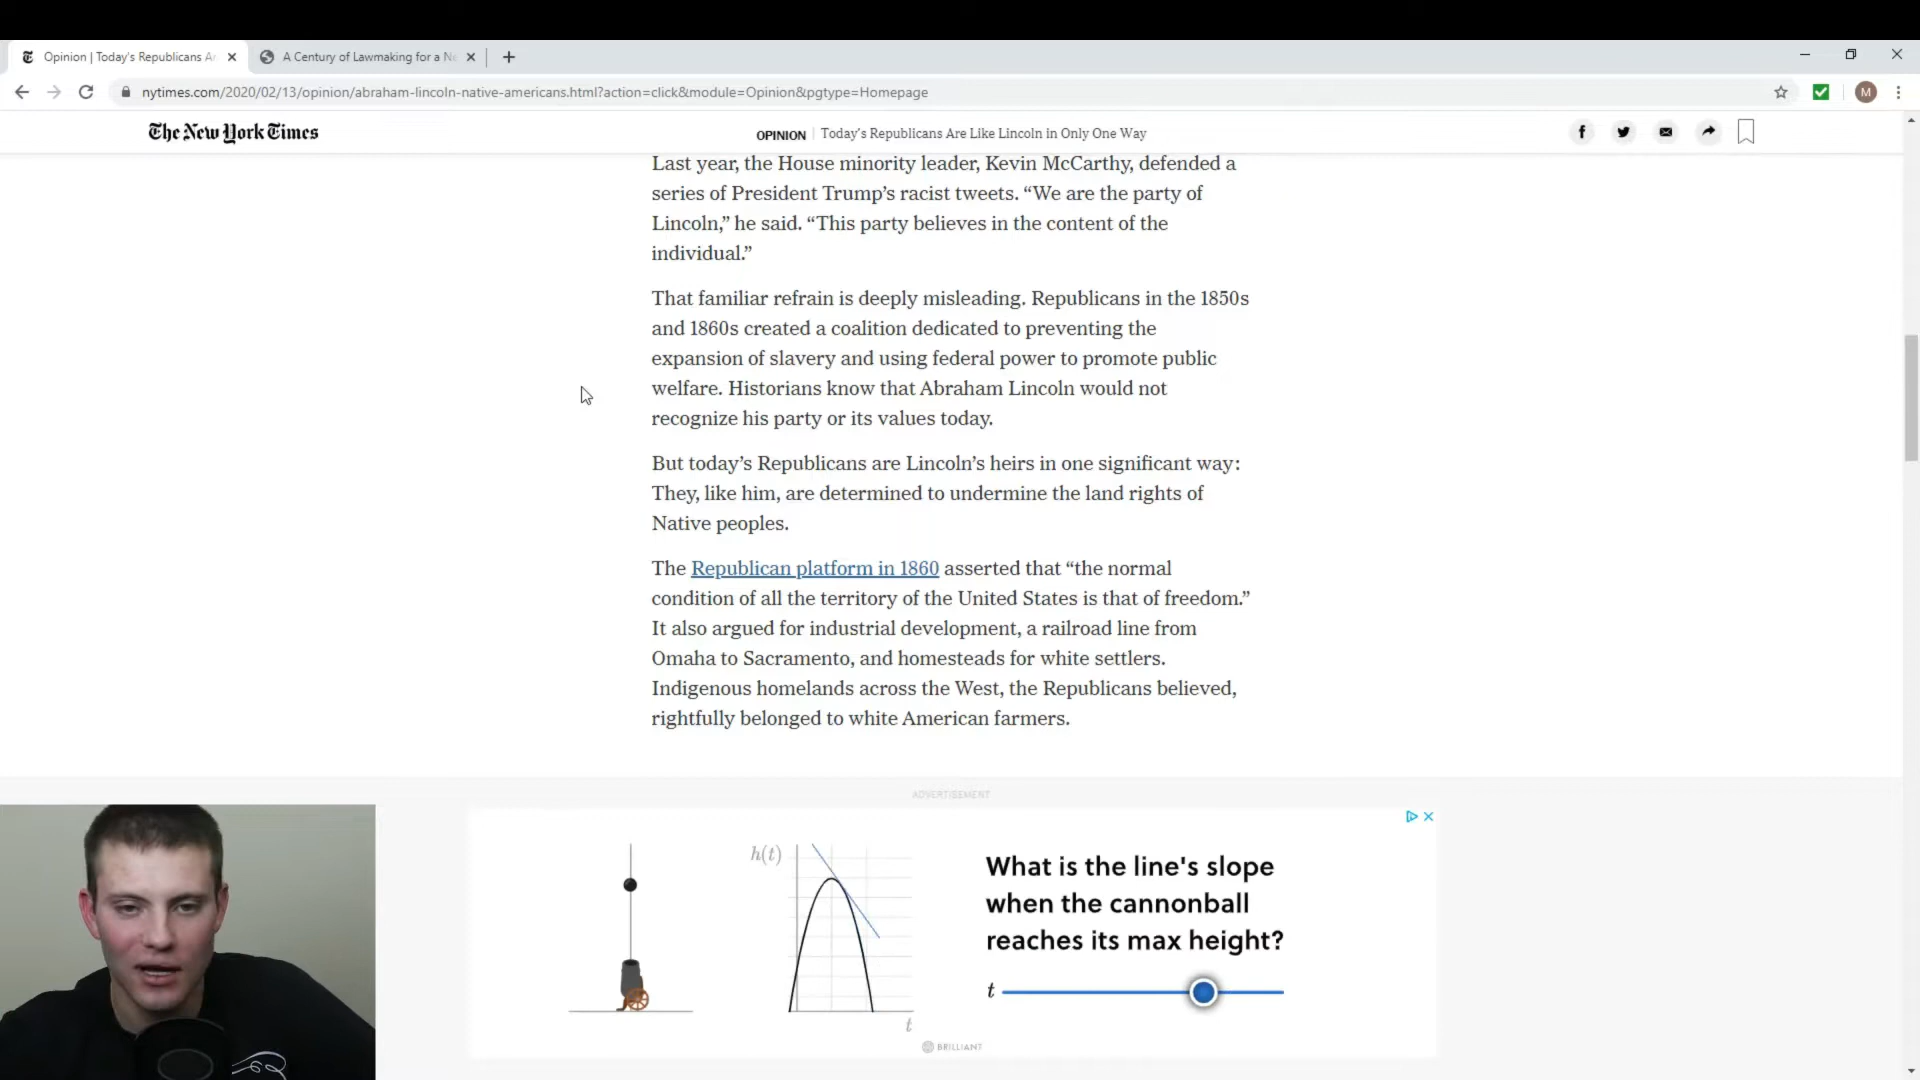 Opinion | Today's Republicans A
A Century of Lawmaking for a N
nytimes.com/2020/02/13/opinion/abraham-lincoln-native-americans.html?action=click&module=Opinion&pgtype=Homepage
M
The New York Times
OPINION | Today's Republicans Are Like Lincoln in Only One Way
Last year, the House minority leader, Kevin McCarthy, defended a
series of President Trump's racist tweets. “We are the party of
Lincoln,” he said. “This party believes in the content of the
individual.”
That familiar refrain is deeply misleading. Republicans in the 1850s
and 1860s created a coalition dedicated to preventing the
expansion of slavery and using federal power to promote public
welfare. Historians know that Abraham Lincoln would not
recognize his party or its values today.
But today's Republicans are Lincoln's heirs in one significant way:
They, like him, are determined to undermine the land rights of
Native peoples.
The Republican platform in 1860 asserted that “the normal
condition of all the territory of the United States is that of freedom.”
It also argued for industrial development, a railroad line from
Omaha to Sacramento, and homesteads for white settlers.
Indigenous homelands across the West, the Republicans believed,
rightfully belonged to white American farmers.
ADVERTISEMENT
h(t)
t
What is the line's slope
when the cannonball
reaches its max height?
t
BRILLIANT